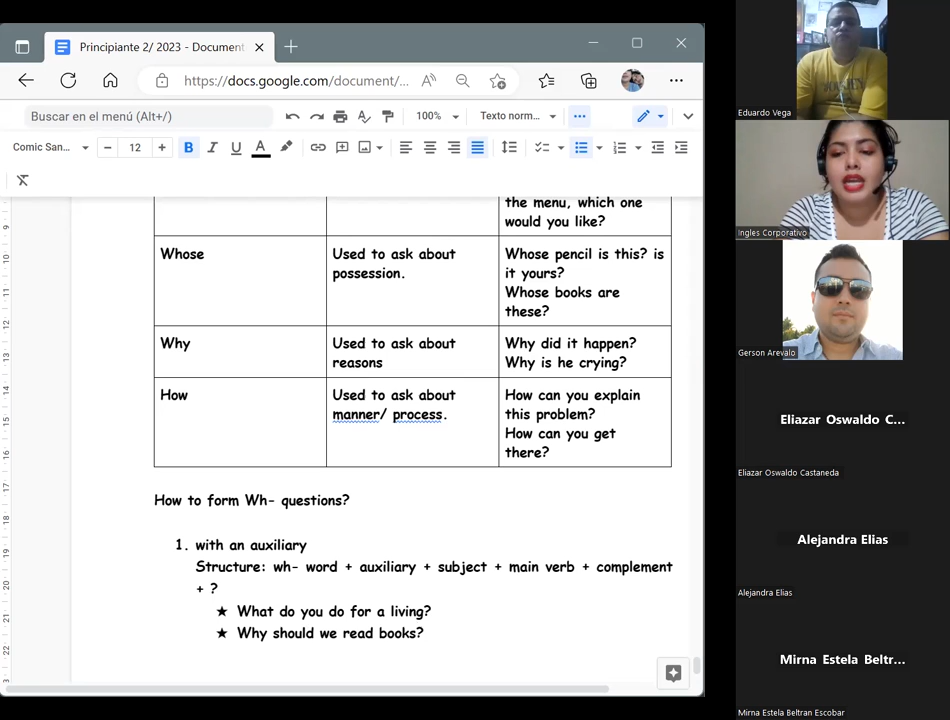 Principiante 2/ 2023 - Document
https://docs.google.com/document/...
Buscar en el menú (Alt+/)
100%
Texto norm...
Comic San...
12
the menu, which one
would you like?
Whose
Used to ask about
possession.
Whose pencil is this? is
it yours?
Whose books are
these?
Why
Used to ask about
reasons
Why did it happen?
Why is he crying?
How
Used to ask about
manner/ process.
How can you explain
this problem?
How can you get
there?
How to form Wh- questions?
1. with an auxiliary
Structure: wh- word + auxiliary + subject + main verb + complement
+ ?
★ What do you do for a living?
★ Why should we read books?
Eduardo Vega
Ingles Corporativo
Gerson Arevalo
Eliazar Oswaldo C...
Eliazar Oswaldo Castaneda
Alejandra Elias
Alejandra Elias
Mirna Estela Beltr...
Mirna Estela Beltran Escobar